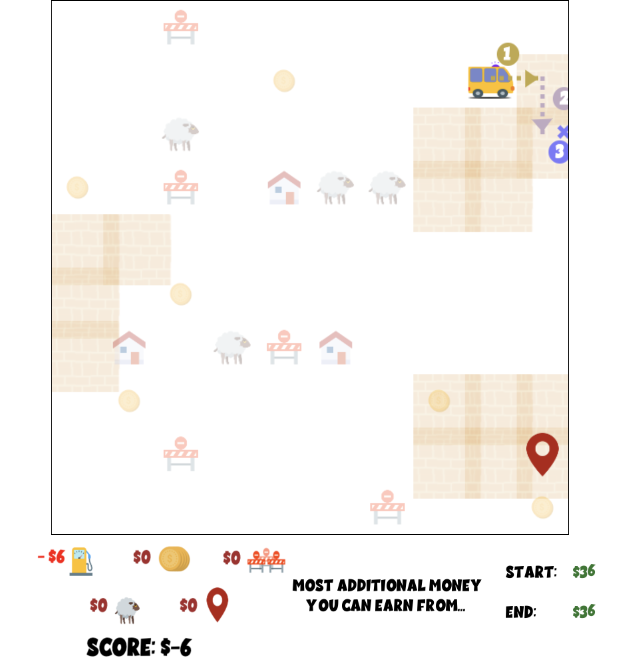 1
2
3
- $6
$0
$0
$0
$0
MOST ADDITIONAL MONEY
YOU CAN EARN FROM...
START: $36
END: $36
SCORE: $-6